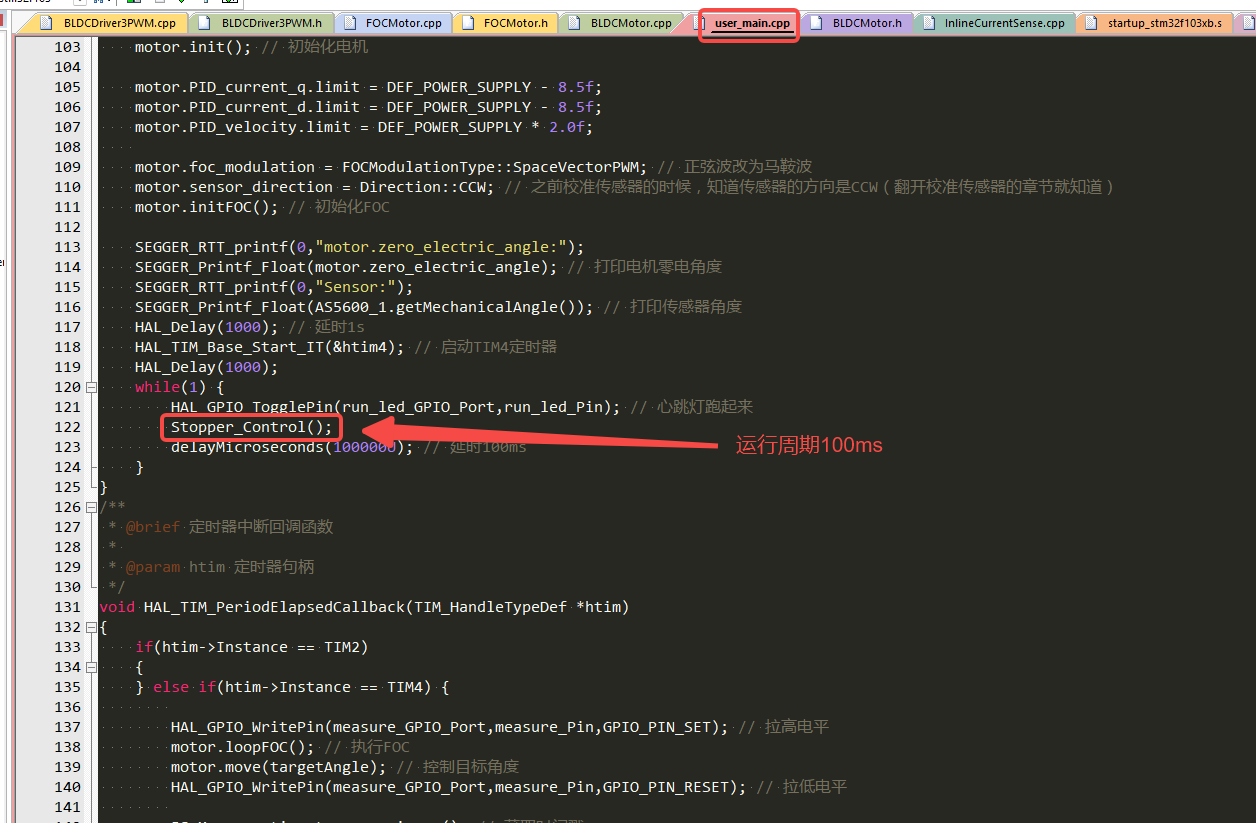 BLDCDriver3PWM.cpp BLDCDriver3PWM.h FOCMotor.cpp FOCMotor.h BLDCMotor.cpp user_main.cpp BLDCMotor.h InlineCurrentSense.cpp startup_stm32f103xb.s
103 motor.init(); // 初始化电机
104
105 motor.PID_current_q.limit = DEF_POWER_SUPPLY - 8.5f;
106 motor.PID_current_d.limit = DEF_POWER_SUPPLY - 8.5f;
107 motor.PID_velocity.limit = DEF_POWER_SUPPLY * 2.0f;
108
109 motor.foc_modulation = FOCModulationType::SpaceVectorPWM; // 正弦波改为马鞍波
110 motor.sensor_direction = Direction::CCW; // 之前校准传感器的时候，知道传感器的方向是CCW（翻开校准传感器的章节就知道）
111 motor.initFOC(); // 初始化FOC
112
113 SEGGER_RTT_printf(0,"motor.zero_electric_angle:");
114 SEGGER_Printf_Float(motor.zero_electric_angle); // 打印电机零电角度
115 SEGGER_RTT_printf(0,"Sensor:");
116 SEGGER_Printf_Float(AS5600_1.getMechanicalAngle()); // 打印传感器角度
117 HAL_Delay(1000); // 延时1s
118 HAL_TIM_Base_Start_IT(&htim4); // 启动TIM4定时器
119 HAL_Delay(1000);
120 while(1) {
121 HAL_GPIO_TogglePin(run_led_GPIO_Port,run_led_Pin); // 心跳灯跑起来
122 Stopper_Control();
123 delayMicroseconds(100000U); // 延时100ms
运行周期100ms
124 }
125 }
126 /**
127 * @brief 定时器中断回调函数
128 *
129 * @param htim 定时器句柄
130 */
131 void HAL_TIM_PeriodElapsedCallback(TIM_HandleTypeDef *htim)
132 {
133 if(htim->Instance == TIM2)
134 {
135 } else if(htim->Instance == TIM4) {
136
137 HAL_GPIO_WritePin(measure_GPIO_Port,measure_Pin,GPIO_PIN_SET); // 拉高电平
138 motor.loopFOC(); // 执行FOC
139 motor.move(targetAngle); // 控制目标角度
140 HAL_GPIO_WritePin(measure_GPIO_Port,measure_Pin,GPIO_PIN_RESET); // 拉低电平
141